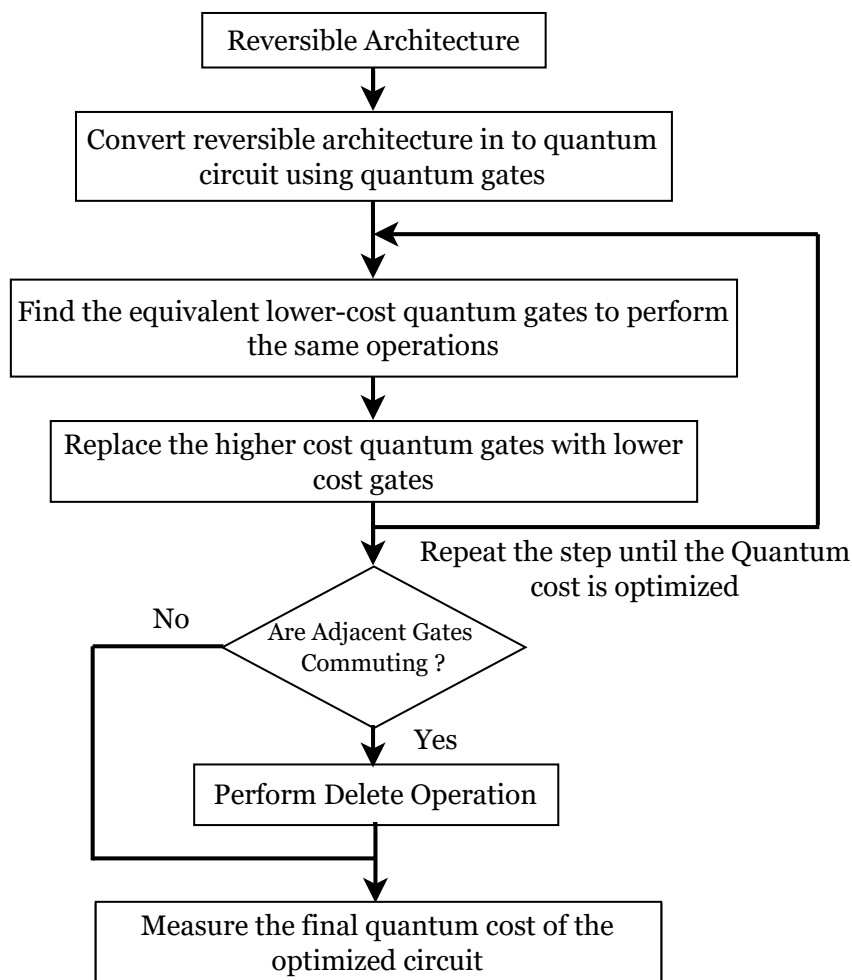 Reversible Architecture
Convert reversible architecture in to quantum
circuit using quantum gates
Find the equivalent lower-cost quantum gates to perform
the same operations
Replace the higher cost quantum gates with lower
cost gates
Repeat the step until the Quantum
cost is optimized
No
Are Adjacent Gates
Commuting ?
Yes
Perform Delete Operation
Measure the final quantum cost of the
optimized circuit